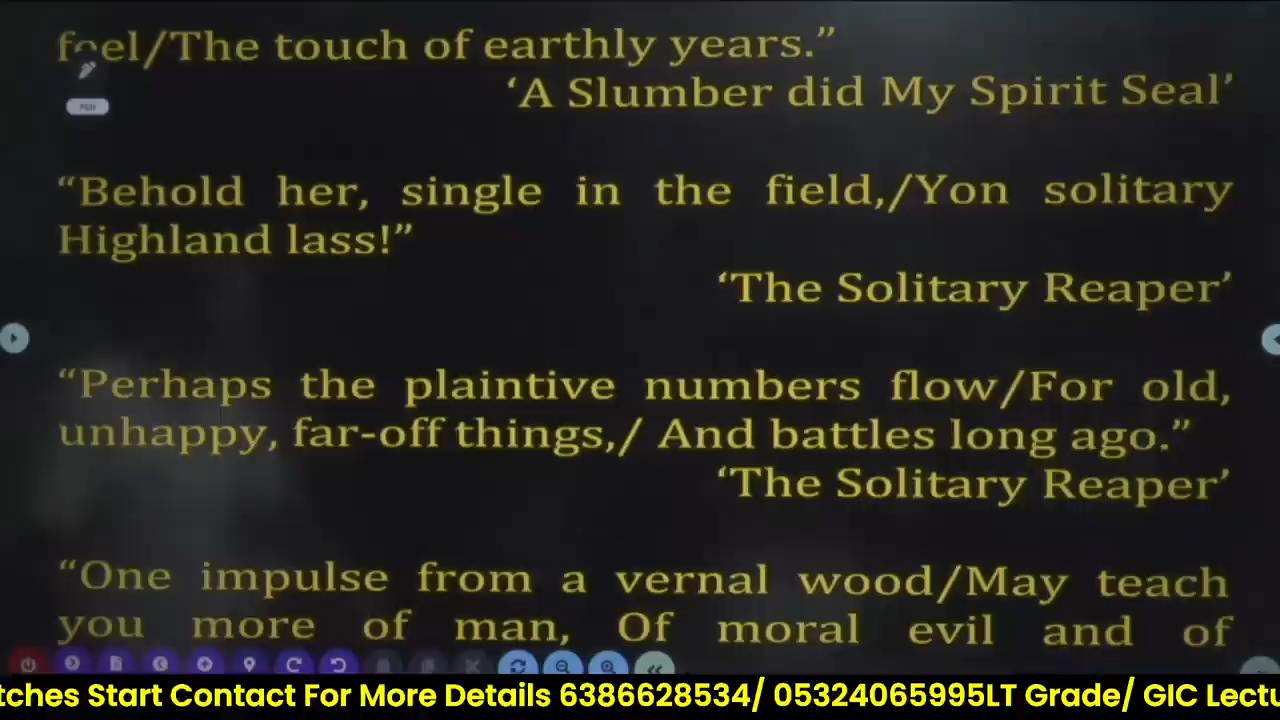 feel/The touch of earthly years.”
‘A Slumber did My Spirit Seal’
PEN
“Behold her, single in the field,/Yon solitary
Highland lass!”
‘The Solitary Reaper’
“Perhaps the plaintive numbers flow/For old,
unhappy, far-off things,/ And battles long ago.”
‘The Solitary Reaper’
“One impulse from a vernal wood/May teach
you more of man, Of moral evil and of
tches Start Contact For More Details 6386628534/ 05324065995LT Grade/ GIC Lectu